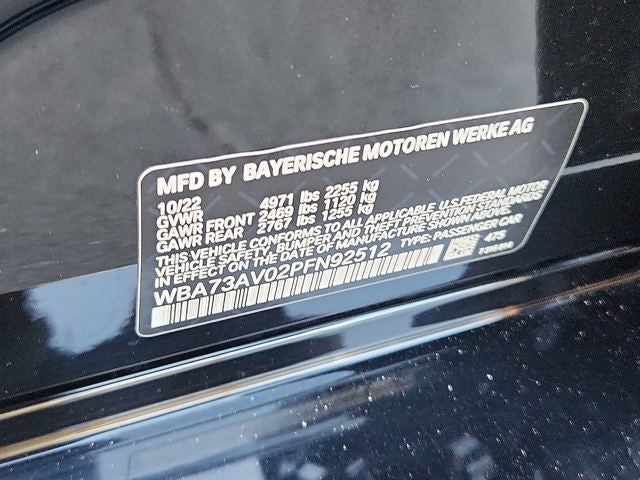 MFD BY BAYERISCHE MOTOREN WERKE AG
10/22
GVWR 4971 lbs 2255 kg
GAWR FRONT 2469 lbs 1120 kg
GAWR REAR 2767 lbs 1255 kg
THIS VEHICLE CONFORMS TO ALL APPLICABLE U.S.FEDERAL MOTOR
VEHICLE SAFETY, BUMPER, AND THEFT PREVENTION STANDARDS
IN EFFECT ON THE DATE OF MANUFACTURE SHOWN ABOVE.
WBA73AV02PFN92512 TYPE: PASSENGER CAR
475